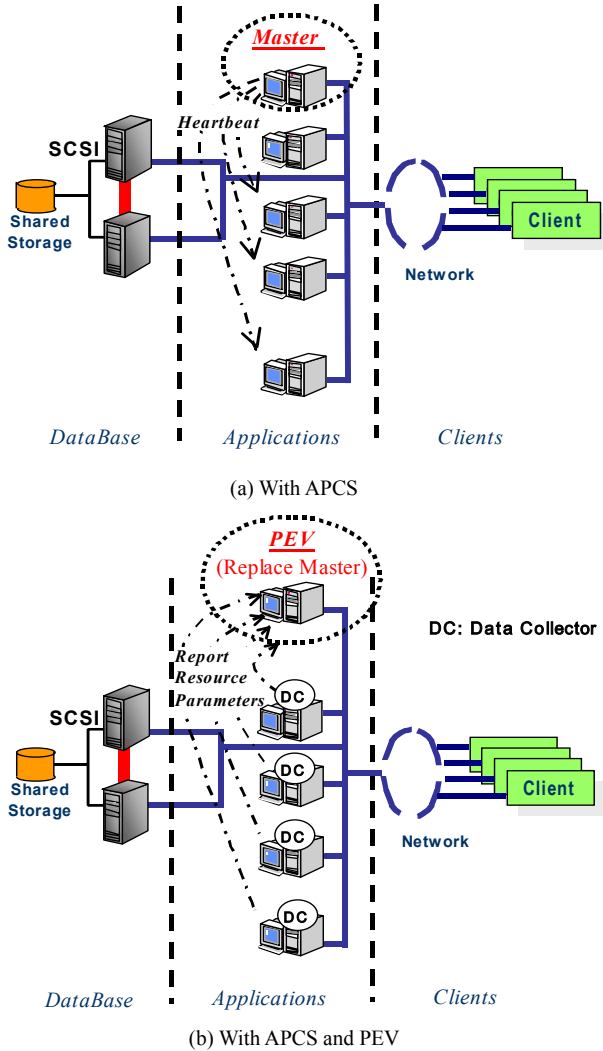 Master
Heartbeat
SCSI
Shared
Storage
Client
Network
DataBase
Applications
Clients
(a) With APCS
PEV
(Replace Master)
DC: Data Collector
Report
Resource
Parameters
DC
SCSI
DC
Shared
Storage
Client
DC
Network
DC
DataBase
Applications
Clients
(b) With APCS and PEV